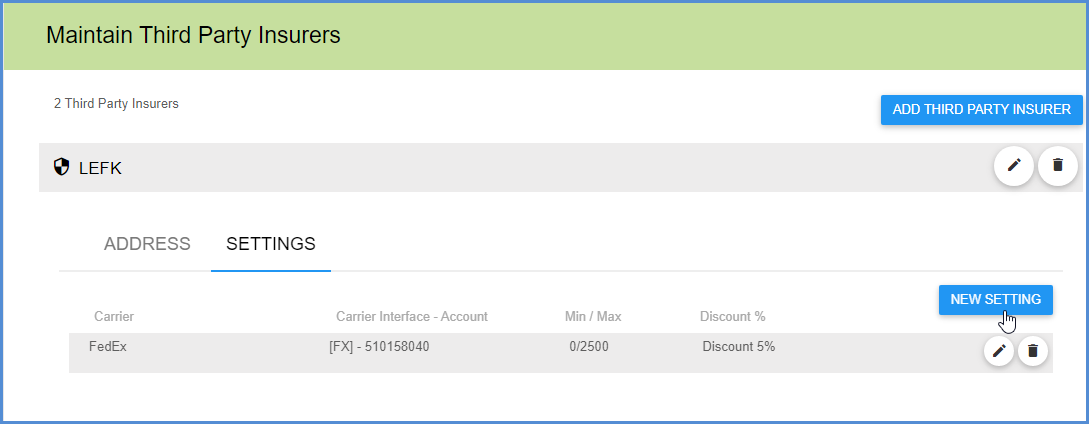 Maintain Third Party Insurers
2 Third Party Insurers
ADD THIRD PARTY INSURER
LEFK
ADDRESS SETTINGS
NEW SETTING
Carrier Carrier Interface - Account Min / Max Discount %
FedEx [FX] - 510158040 0/2500 Discount 5%